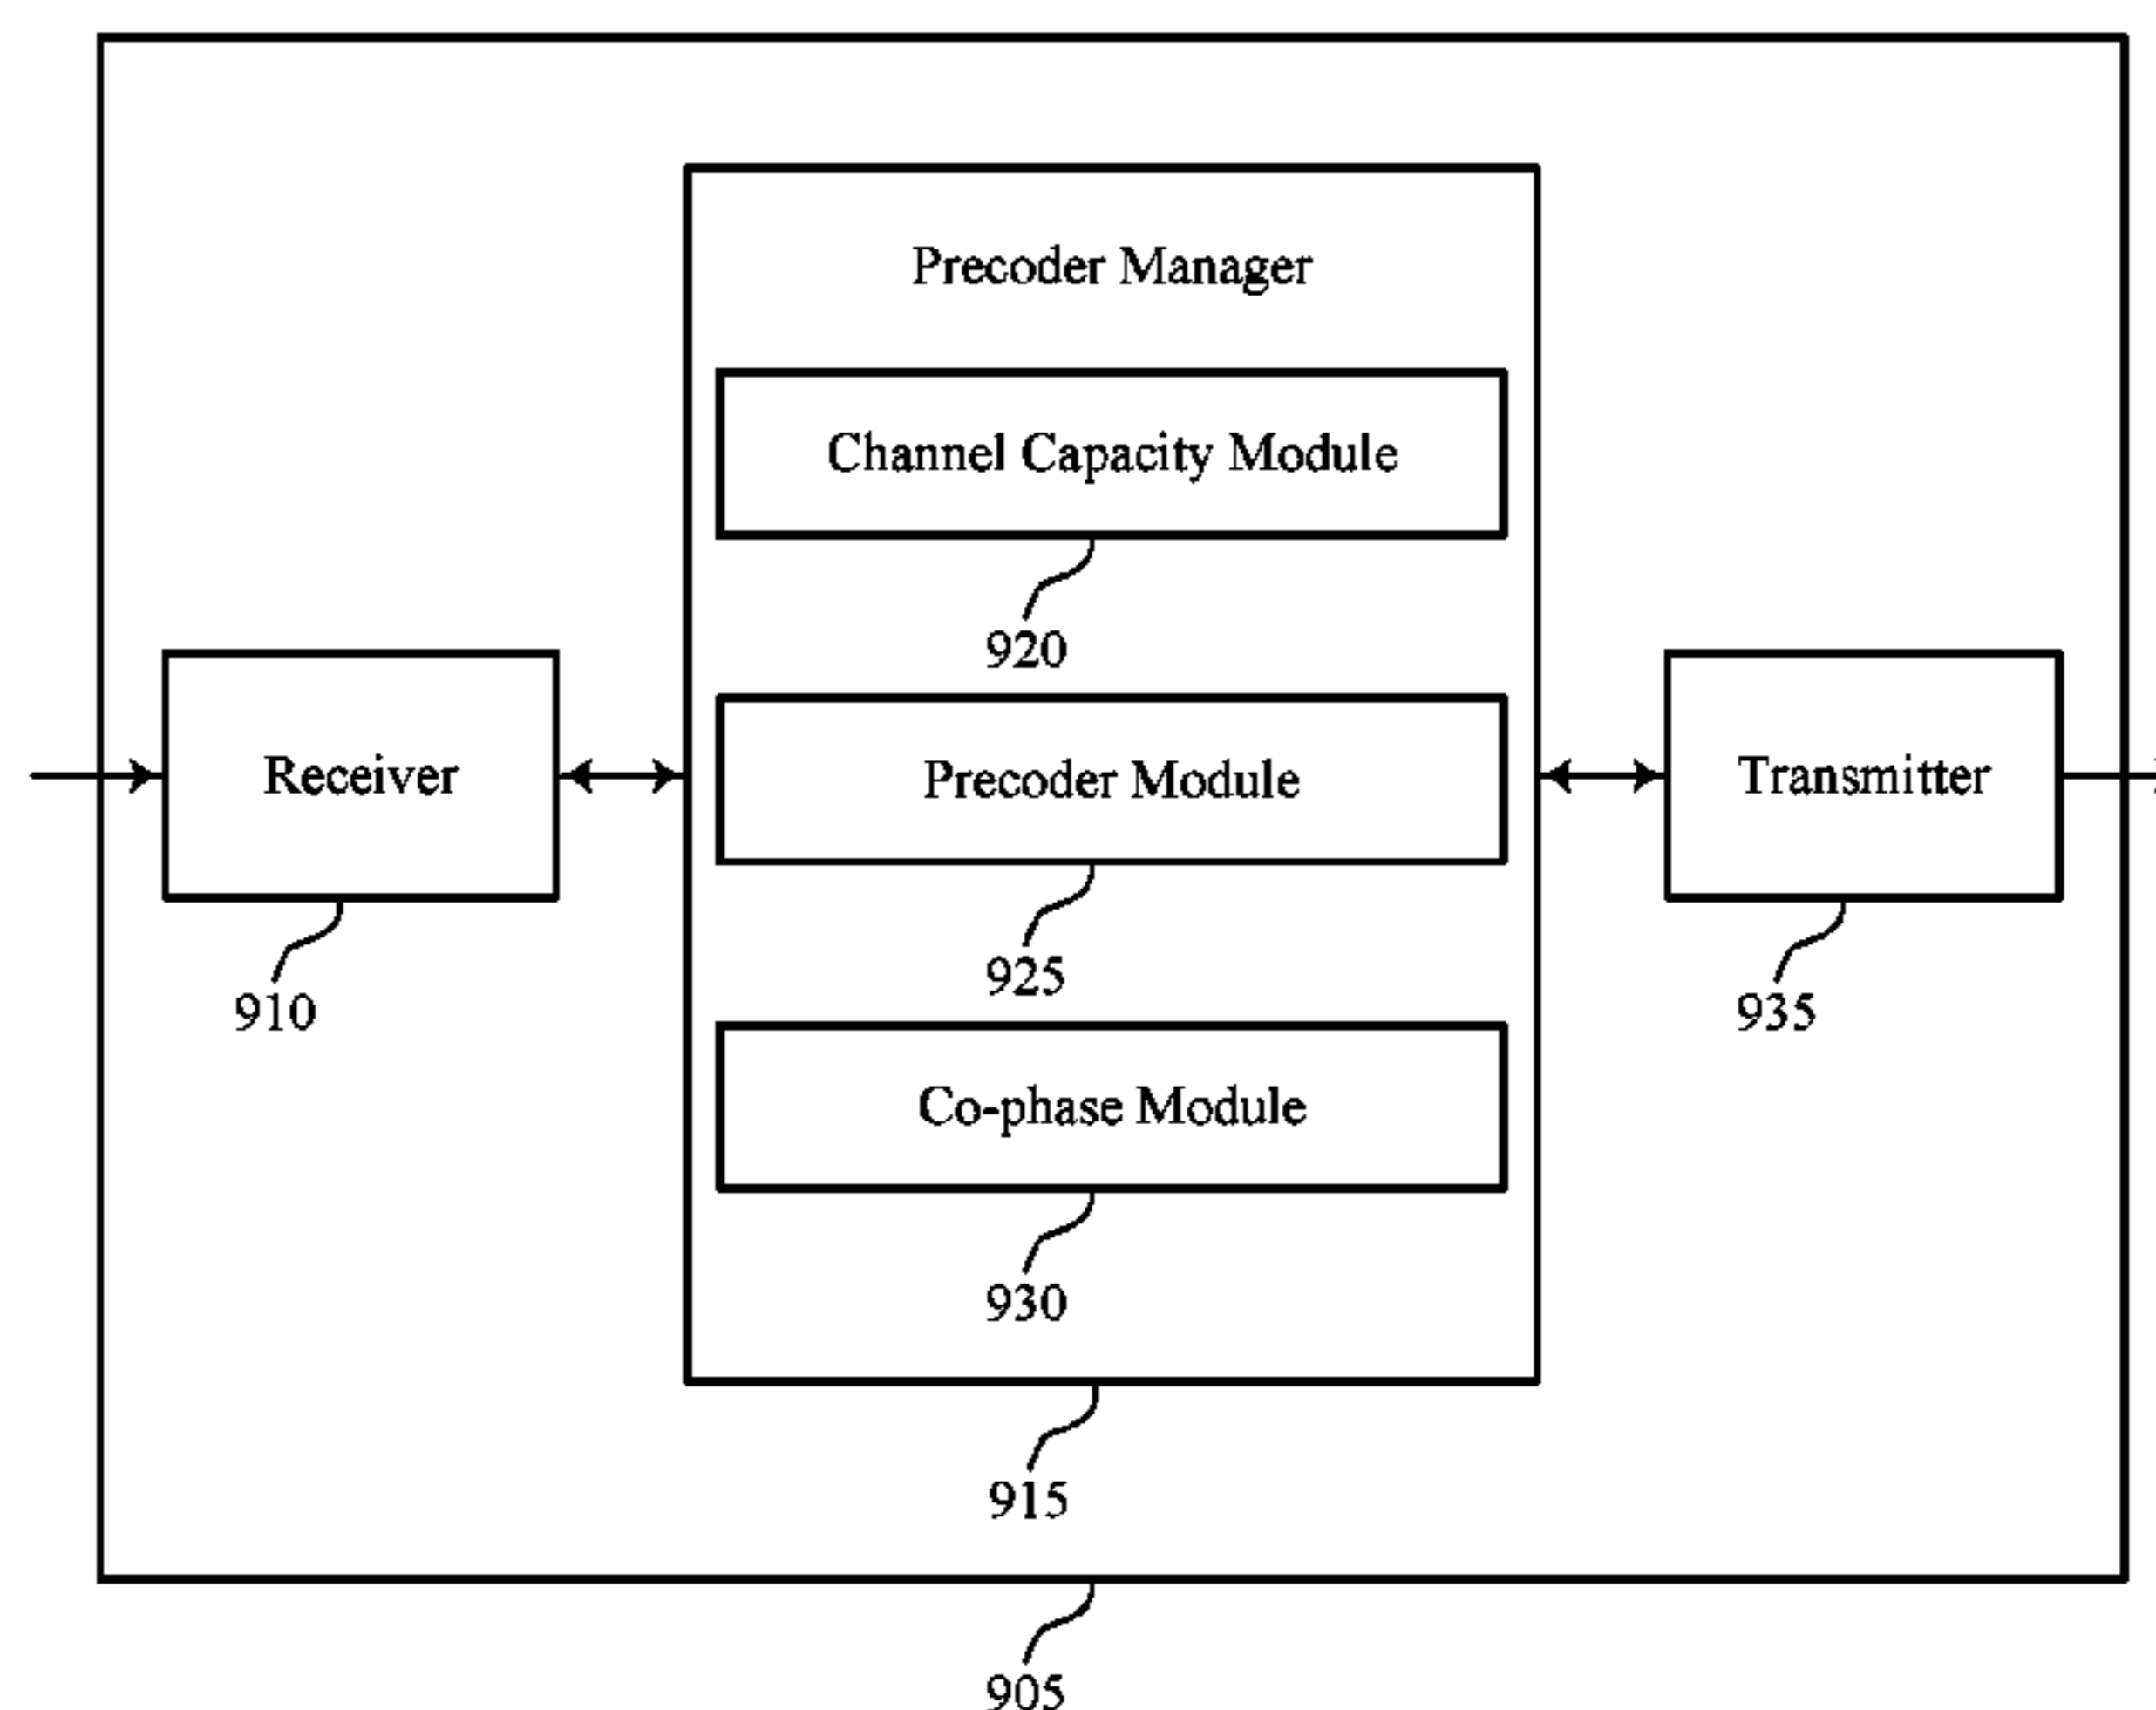 Precoder Manager
Channel Capacity Module
920
Receiver
Precoder Module
Transmitter
910
925
935
Co-phase Module
930
915
905